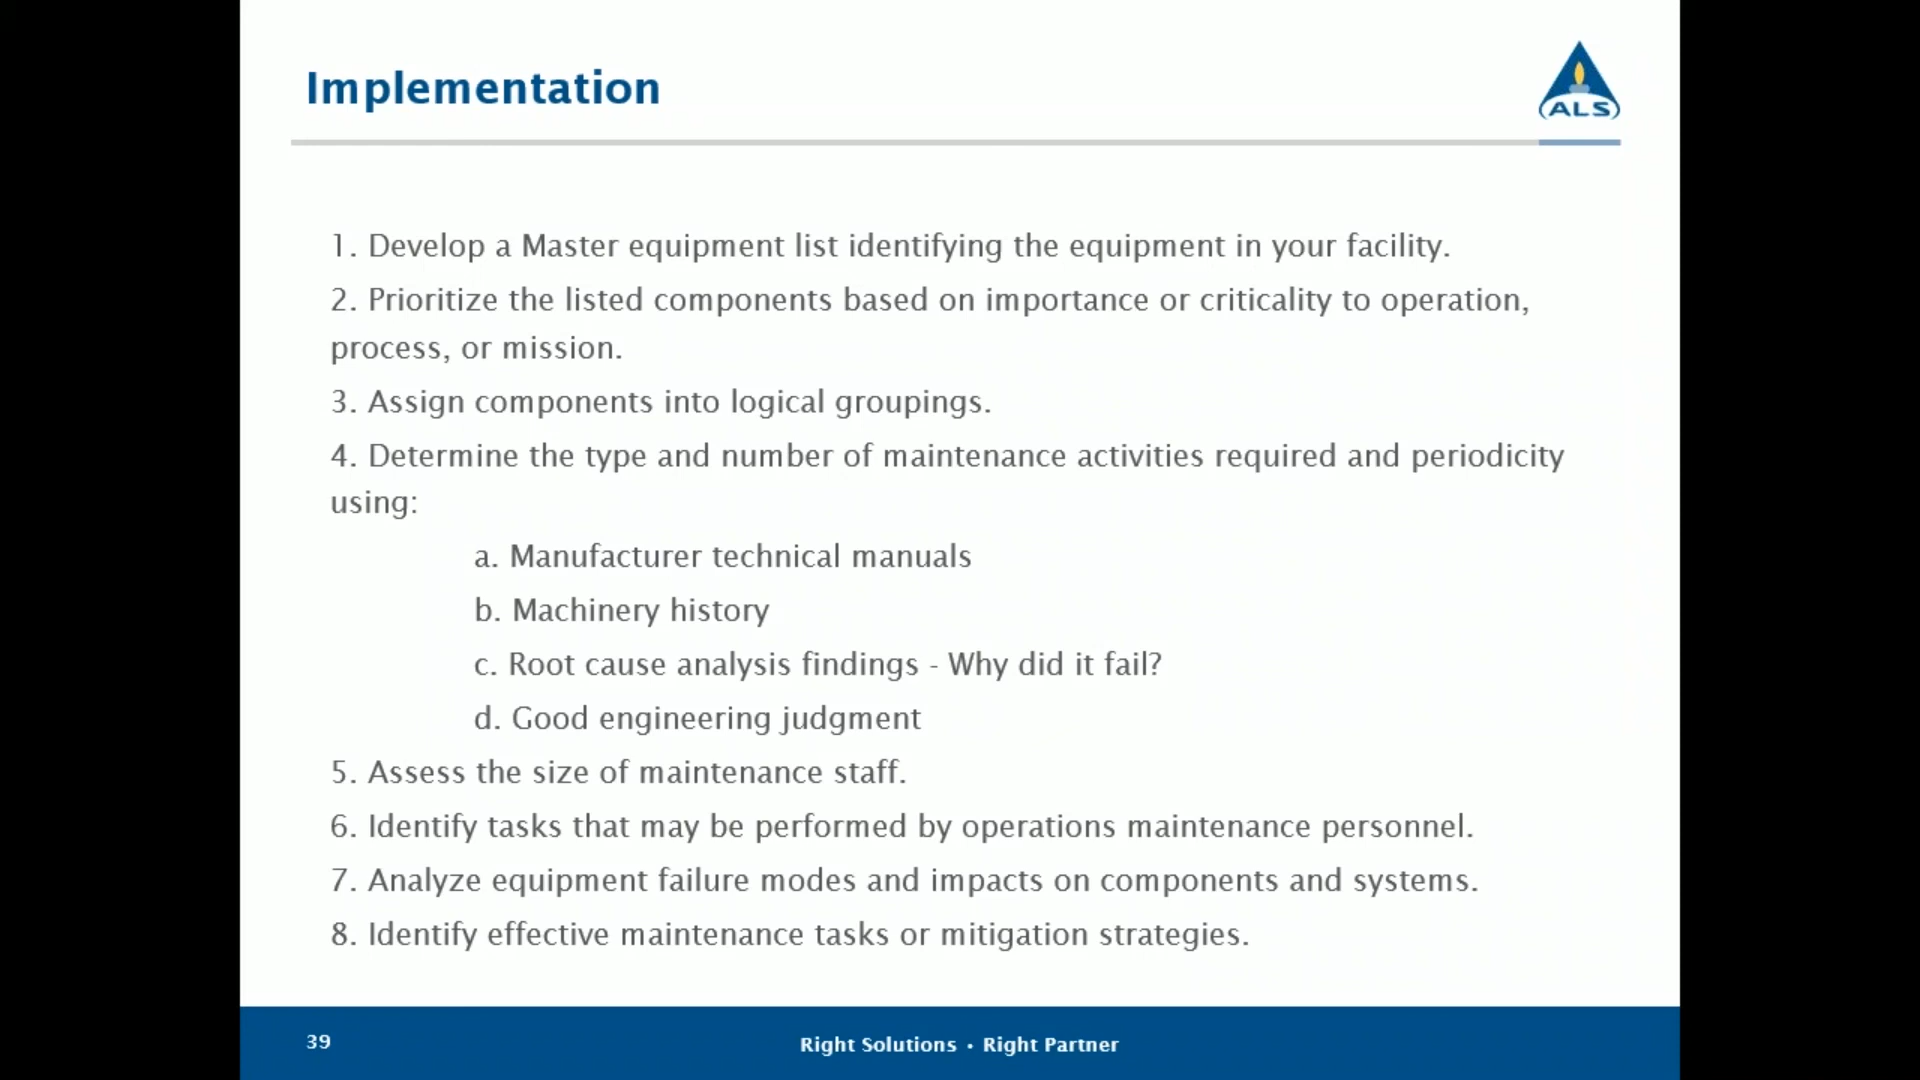 Implementation
ALS
1. Develop a Master equipment list identifying the equipment in your facility.
2. Prioritize the listed components based on importance or criticality to operation,
process, or mission.
3. Assign components into logical groupings.
4. Determine the type and number of maintenance activities required and periodicity
using:
a. Manufacturer technical manuals
b. Machinery history
c. Root cause analysis findings - Why did it fail?
d. Good engineering judgment
5. Assess the size of maintenance staff.
6. Identify tasks that may be performed by operations maintenance personnel.
7. Analyze equipment failure modes and impacts on components and systems.
8. Identify effective maintenance tasks or mitigation strategies.
39
Right Solutions • Right Partner